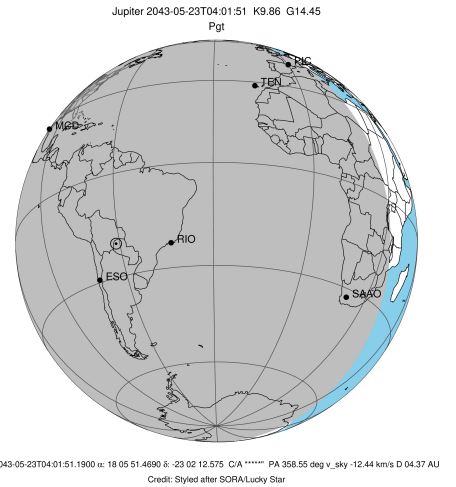 Jupiter 2043-05-23T04:01:51 K9.86 G14.45
Pgt
PIC
TEN
MCD
RIO
ESO
SAAO
043-05-23T04:01:51.1900 α: 18 05 51.4690 δ: -23 02 12.575 C/A *****" PA 358.55 deg v_sky -12.44 km/s D 04.37 AU
Credit: Styled after SORA/Lucky Star